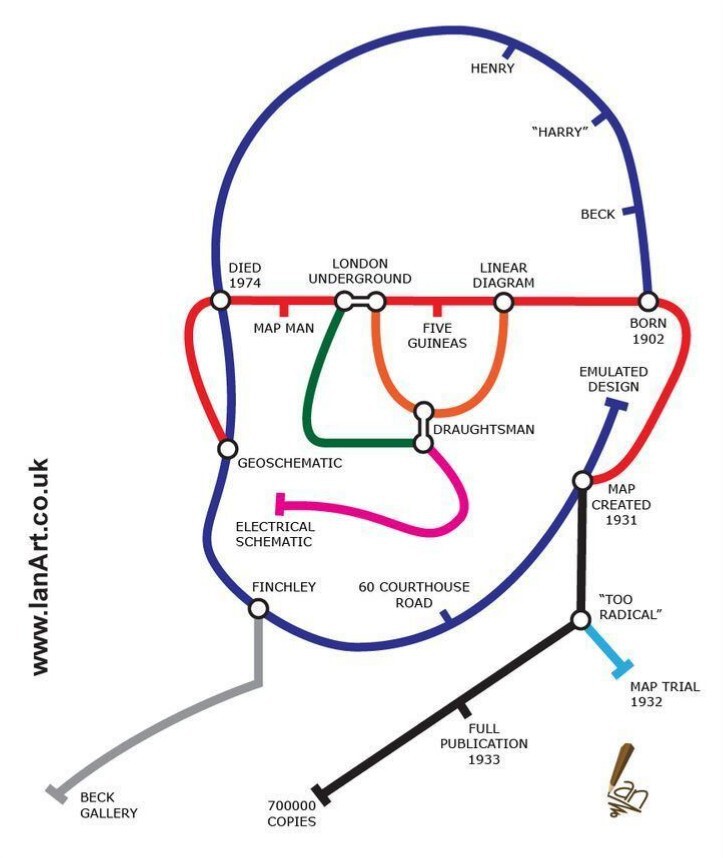 HENRY
"HARRY"
BECK
DIED
1974
LONDON
UNDERGROUND
LINEAR
DIAGRAM
MAP MAN
FIVE
GUINEAS
BORN
1902
EMULATED
DESIGN
DRAUGHTSMAN
GEOSCHEMATIC
MAP
CREATED
1931
ELECTRICAL
SCHEMATIC
FINCHLEY
60 COURTHOUSE
ROAD
"TOO
RADICAL"
MAP TRIAL
1932
FULL
PUBLICATION
1933
BECK
GALLERY
700000
COPIES
www.IanArt.co.uk
Ian